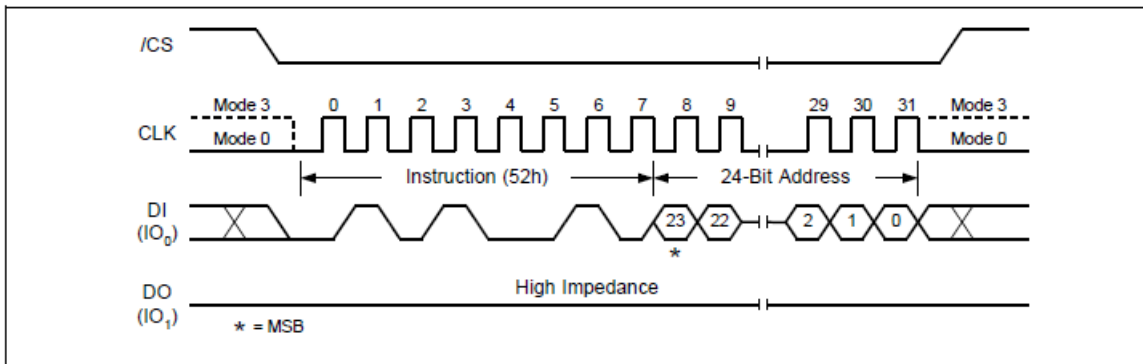 /CS
Mode 3 0 1 2 3 4 5 6 7 8 9 29 30 31 Mode 3
CLK Mode 0 Mode 0
Instruction (52h) 24-Bit Address
DI
(IO0) 23 22 2 1 0
*
DO High Impedance
(IO1)
* = MSB